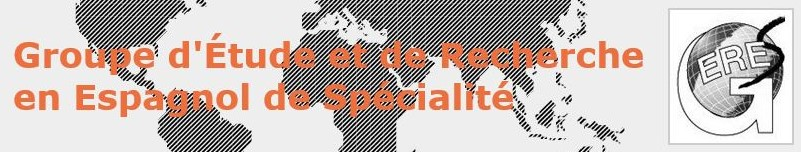 Groupe d'Étude et de Recherche
en Espagnol de Spécialité
GERES